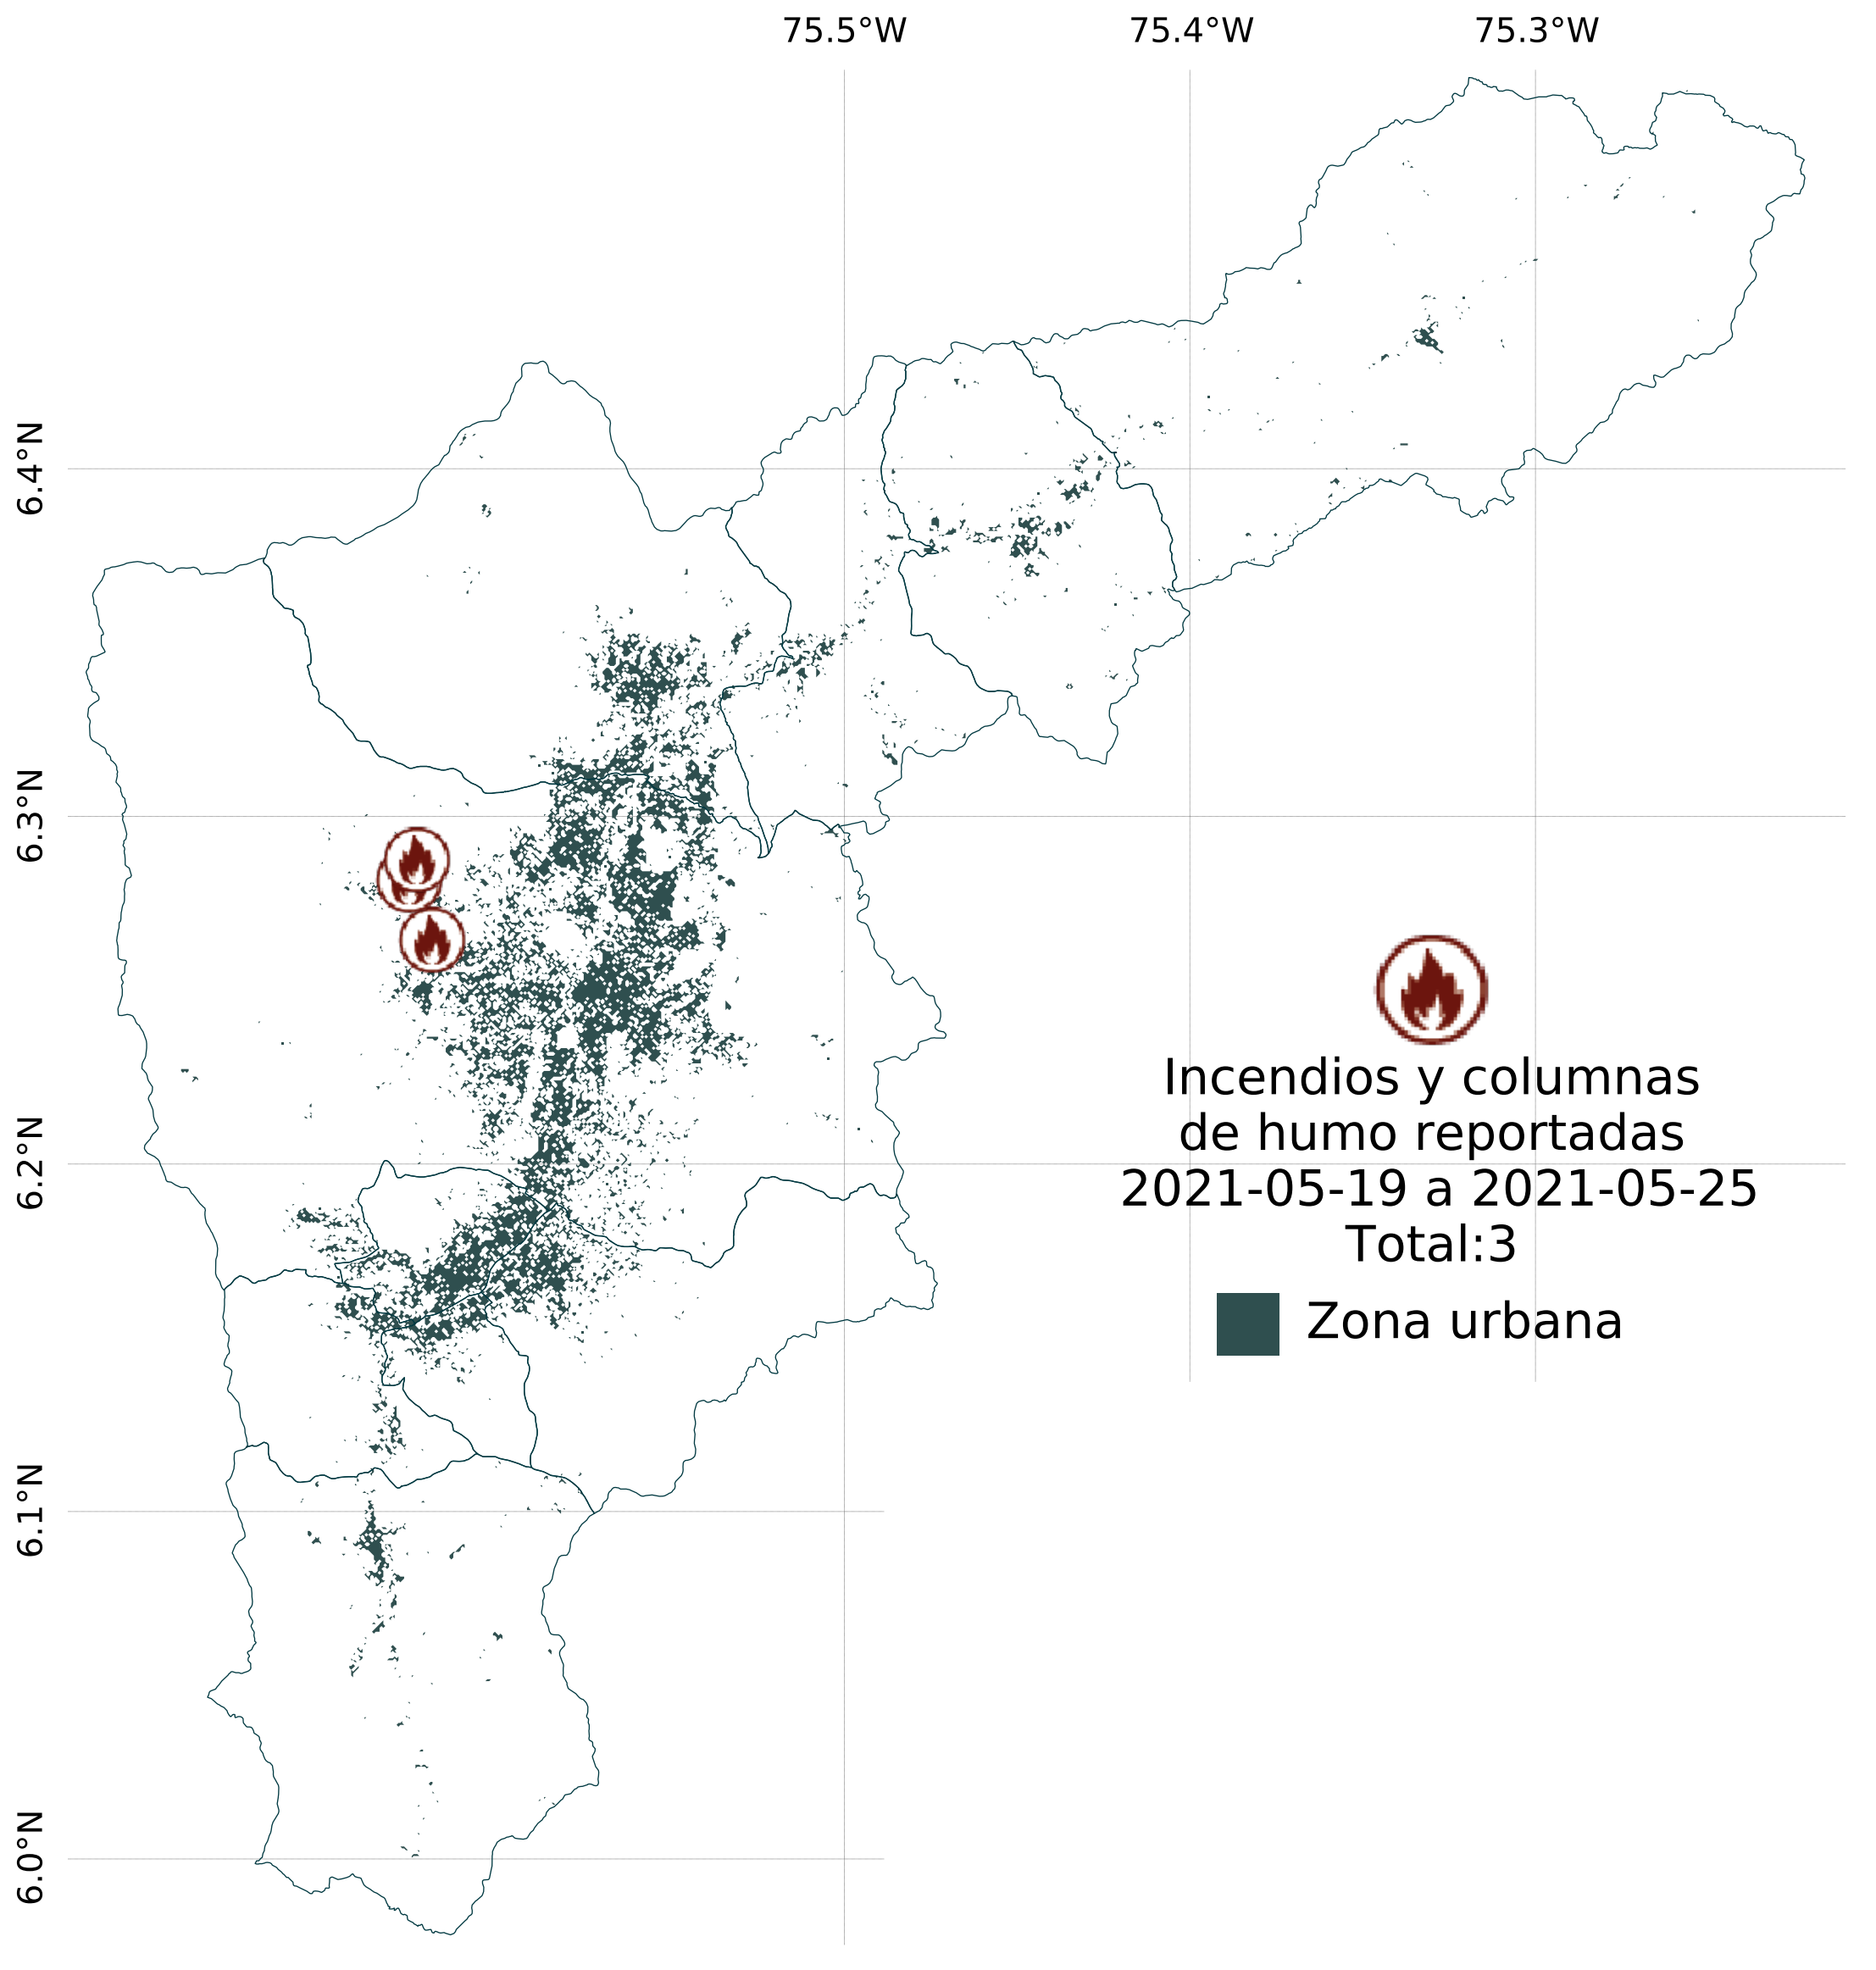 75.5°W 75.4°W 75.3°W
6.4°N
6.3°N
6.2°N
6.1°N
6.0°N
Incendios y columnas
de humo reportadas
2021-05-19 a 2021-05-25
Total:3
Zona urbana